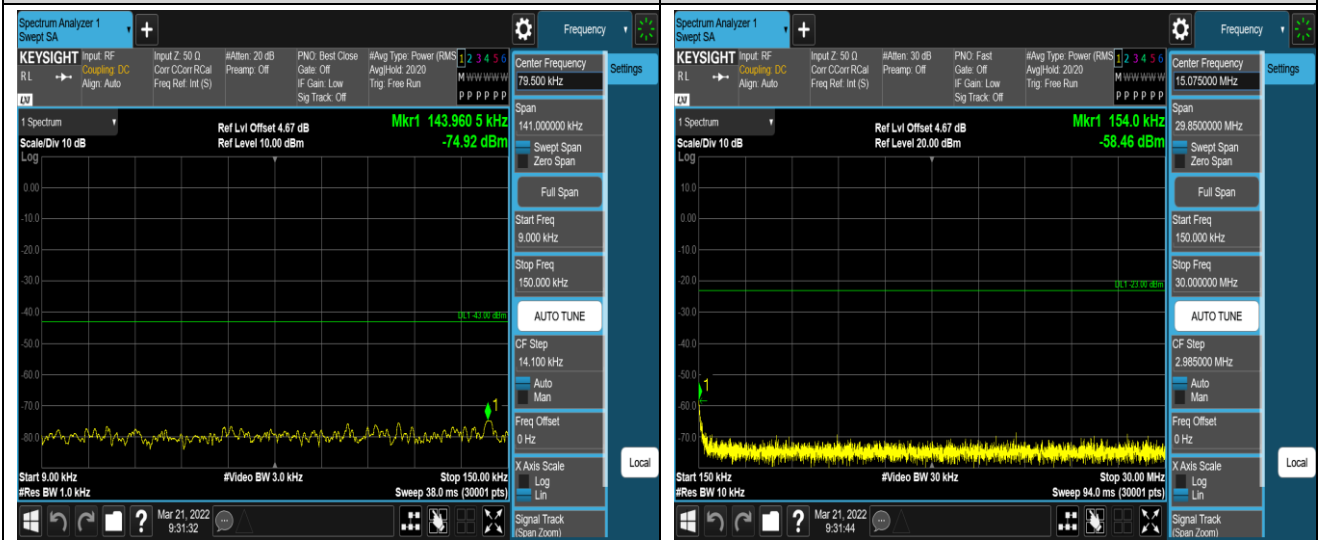 Spectrum Analyzer 1
Swept SA
+
Frequency
KEYSIGHT
RL
LXI
Input: RF
Coupling: DC
Align: Auto
Input Z: 50 Ω
Corr CCorr RCal
Freq Ref: Int (S)
#Atten: 20 dB
Preamp: Off
PNO: Best Close
Gate: Off
IF Gain: Low
Sig Track: Off
#Avg Type: Power (RMS
Avg|Hold: 20/20
Trig: Free Run
1 2 3 4 5 6
M W W W W W
P P P P P P
Center Frequency
79.500 kHz
Settings
1 Spectrum
Scale/Div 10 dB
Log
Ref Lvl Offset 4.67 dB
Ref Level 10.00 dBm
Mkr1 143.960 5 kHz
-74.92 dBm
0.00
-10.0
-20.0
-30.0
-40.0
-50.0
-60.0
-70.0
-80.0
DL1 -43.00 dBm
1
Start 9.00 kHz
#Res BW 1.0 kHz
#Video BW 3.0 kHz
Stop 150.00 kHz
Sweep 38.0 ms (30001 pts)
Span
141.000000 kHz
Swept Span
Zero Span
Full Span
Start Freq
9.000 kHz
Stop Freq
150.000 kHz
AUTO TUNE
CF Step
14.100 kHz
Auto
Man
Freq Offset
0 Hz
X Axis Scale
Log
Lin
Signal Track
(Span Zoom)
Local
?
Mar 21, 2022
9:31:32
Spectrum Analyzer 1
Swept SA
+
Frequency
KEYSIGHT
RL
LXI
Input: RF
Coupling: DC
Align: Auto
Input Z: 50 Ω
Corr CCorr RCal
Freq Ref: Int (S)
#Atten: 30 dB
Preamp: Off
PNO: Fast
Gate: Off
IF Gain: Low
Sig Track: Off
#Avg Type: Power (RMS
Avg|Hold: 20/20
Trig: Free Run
1 2 3 4 5 6
M W W W W W
P P P P P P
Center Frequency
15.075000 MHz
Settings
1 Spectrum
Scale/Div 10 dB
Log
Ref Lvl Offset 4.67 dB
Ref Level 20.00 dBm
Mkr1 154.0 kHz
-58.46 dBm
10.0
0.00
-10.0
-20.0
-30.0
-40.0
-50.0
-60.0
-70.0
DL1 -23.00 dBm
1
Start 150 kHz
#Res BW 10 kHz
#Video BW 30 kHz
Stop 30.00 MHz
Sweep 94.0 ms (30001 pts)
Span
29.8500000 MHz
Swept Span
Zero Span
Full Span
Start Freq
150.000 kHz
Stop Freq
30.000000 MHz
AUTO TUNE
CF Step
2.985000 MHz
Auto
Man
Freq Offset
0 Hz
X Axis Scale
Log
Lin
Signal Track
(Span Zoom)
Local
?
Mar 21, 2022
9:31:44